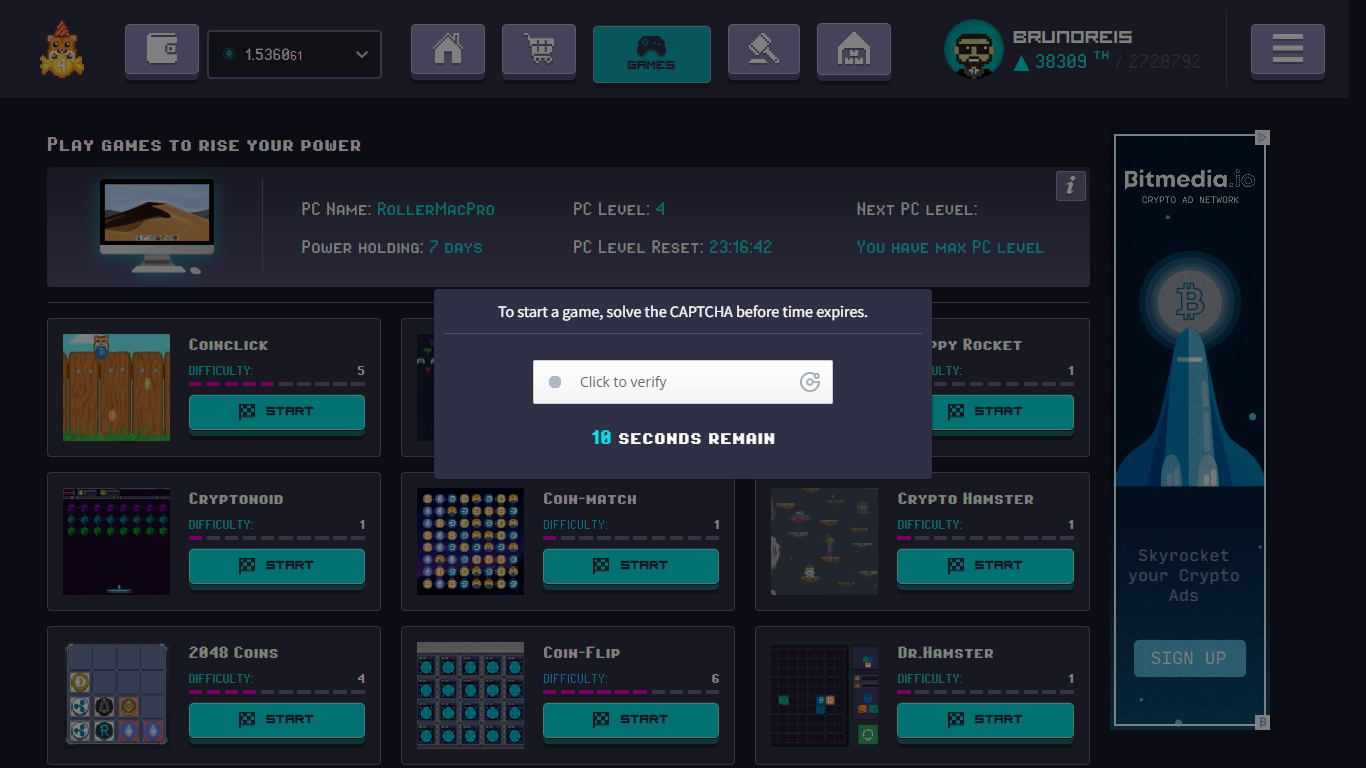 1.536061
GAMES
BRUNOREIS
38309 TH / 2728792
PLAY GAMES TO RISE YOUR POWER
PC NAME: ROLLERMACPRO
PC LEVEL: 4
NEXT PC LEVEL:
POWER HOLDING: 7 DAYS
PC LEVEL RESET: 23:16:42
YOU HAVE MAX PC LEVEL
i
To start a game, solve the CAPTCHA before time expires.
Click to verify
10 SECONDS REMAIN
COINCLICK
DIFFICULTY: 5
START
PPY ROCKET
ULTY: 1
START
CRYPTONOID
DIFFICULTY: 1
START
COIN-MATCH
DIFFICULTY: 1
START
CRYPTO HAMSTER
DIFFICULTY: 1
START
2048 COINS
DIFFICULTY: 4
START
COIN-FLIP
DIFFICULTY: 6
START
DR.HAMSTER
DIFFICULTY: 1
START
Bitmedia.io
CRYPTO AD NETWORK
Skyrocket
your Crypto
Ads
SIGN UP